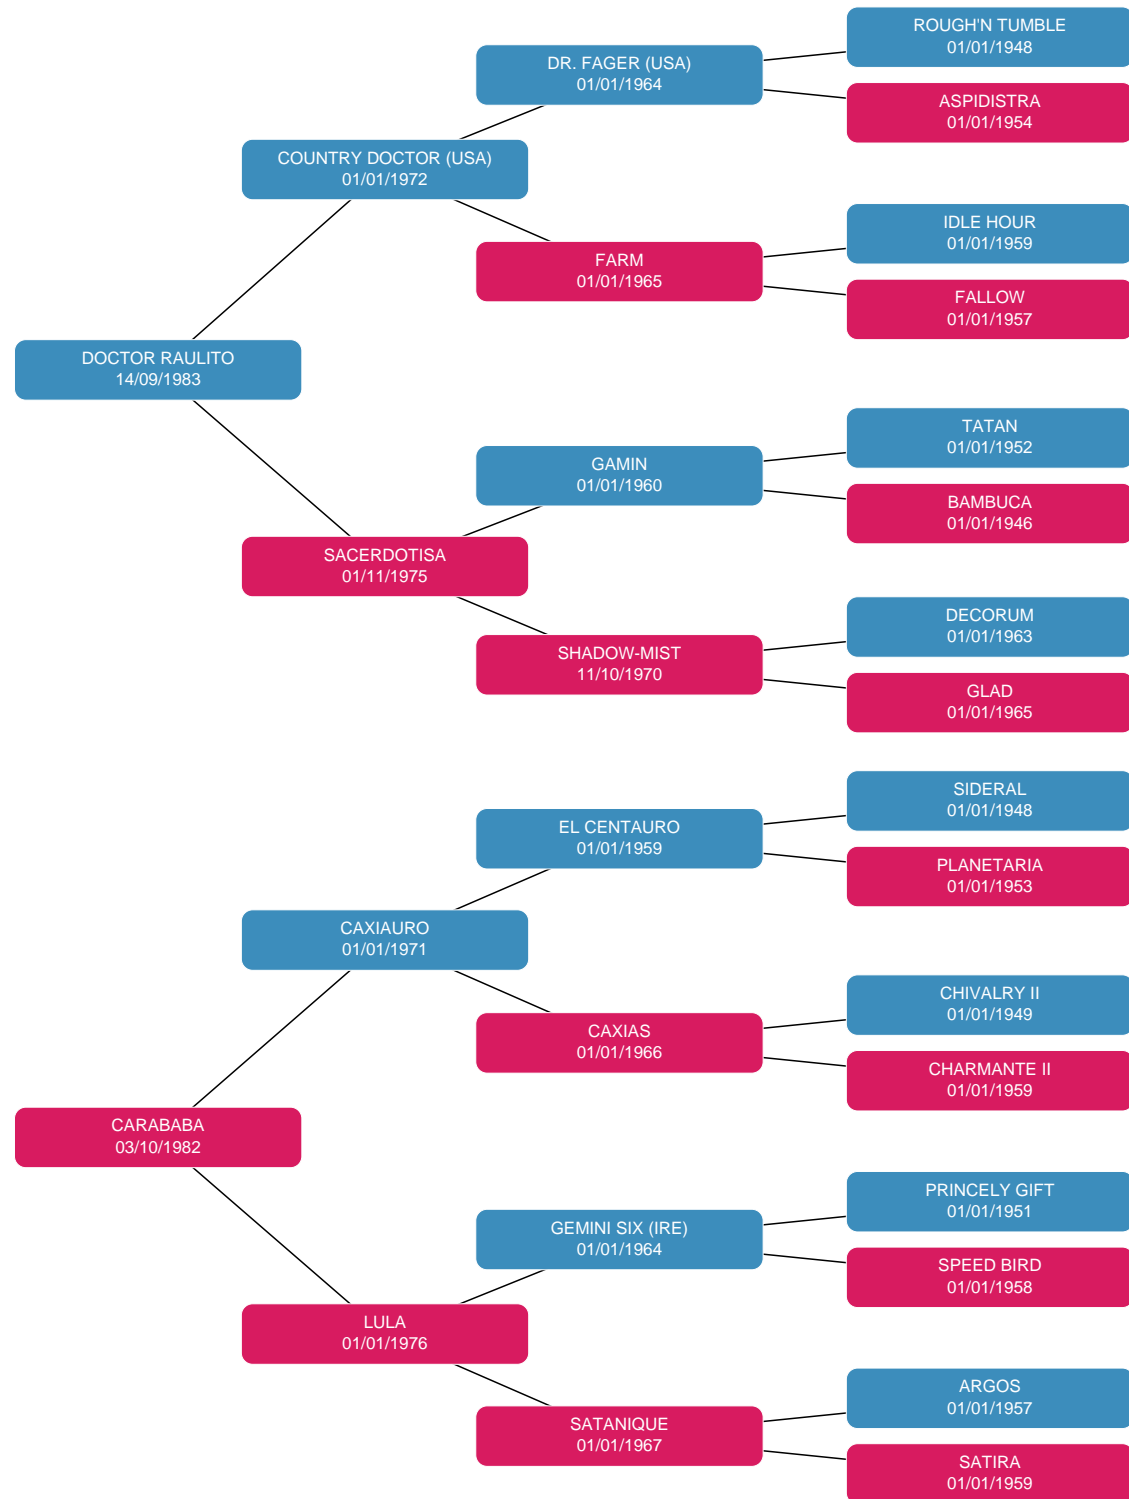 ROUGH'N TUMBLE
01/01/1948
DR. FAGER (USA)
01/01/1964
ASPIDISTRA
01/01/1954
COUNTRY DOCTOR (USA)
01/01/1972
IDLE HOUR
01/01/1959
FARM
01/01/1965
FALLOW
01/01/1957
DOCTOR RAULITO
14/09/1983
TATAN
01/01/1952
GAMIN
01/01/1960
BAMBUCA
01/01/1946
SACERDOTISA
01/11/1975
DECORUM
01/01/1963
SHADOW-MIST
11/10/1970
GLAD
01/01/1965
SIDERAL
01/01/1948
EL CENTAURO
01/01/1959
PLANETARIA
01/01/1953
CAXIAURO
01/01/1971
CHIVALRY II
01/01/1949
CAXIAS
01/01/1966
CHARMANTE II
01/01/1959
CARABABA
03/10/1982
PRINCELY GIFT
01/01/1951
GEMINI SIX (IRE)
01/01/1964
SPEED BIRD
01/01/1958
LULA
01/01/1976
ARGOS
01/01/1957
SATANIQUE
01/01/1967
SATIRA
01/01/1959